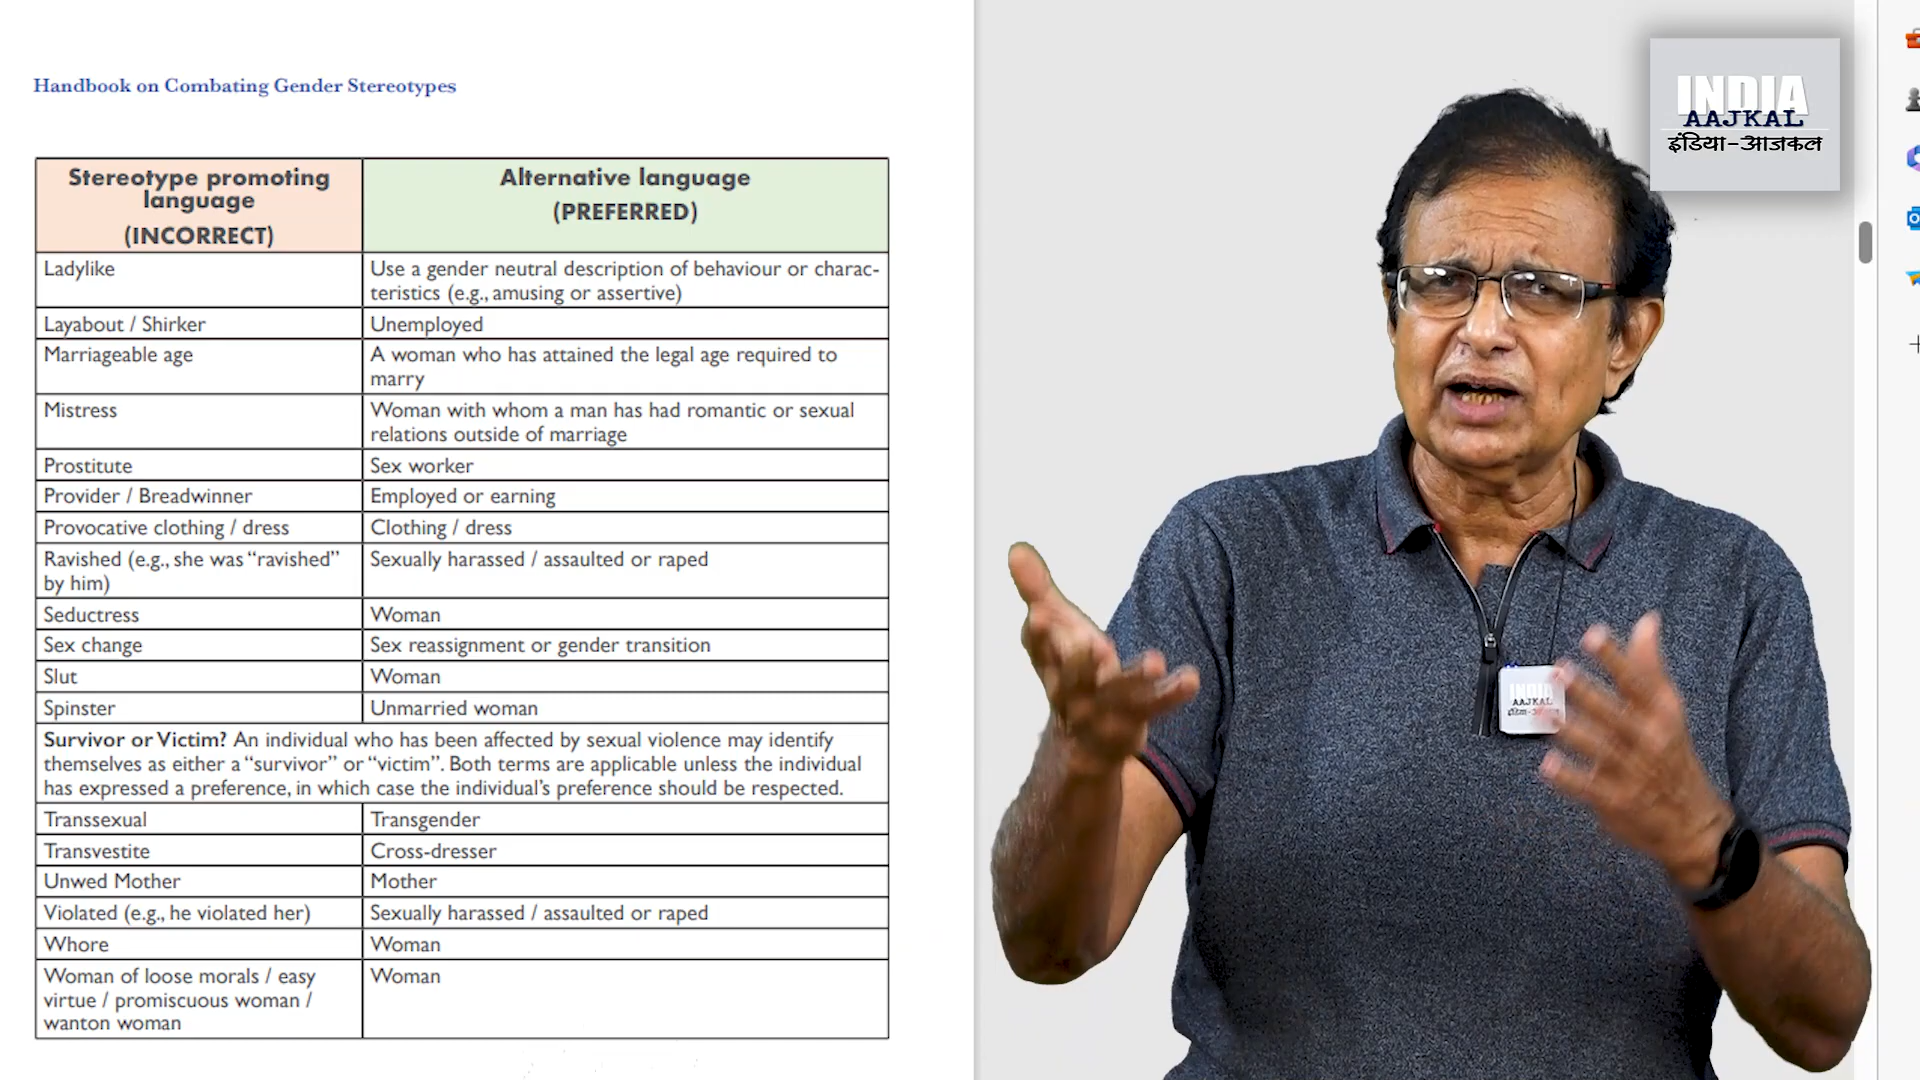 Handbook on Combating Gender Stereotypes
Stereotype promoting
language
(INCORRECT)
Alternative language
(PREFERRED)
Ladylike
Use a gender neutral description of behaviour or charac-
teristics (e.g., amusing or assertive)
Layabout / Shirker
Unemployed
Marriageable age
A woman who has attained the legal age required to
marry
Mistress
Woman with whom a man has had romantic or sexual
relations outside of marriage
Prostitute
Sex worker
Provider / Breadwinner
Employed or earning
Provocative clothing / dress
Clothing / dress
Ravished (e.g., she was “ravished”
by him)
Sexually harassed / assaulted or raped
Seductress
Woman
Sex change
Sex reassignment or gender transition
Slut
Woman
Spinster
Unmarried woman
Survivor or Victim? An individual who has been affected by sexual violence may identify
themselves as either a “survivor” or “victim”. Both terms are applicable unless the individual
has expressed a preference, in which case the individual’s preference should be respected.
Transsexual
Transgender
Transvestite
Cross-dresser
Unwed Mother
Mother
Violated (e.g., he violated her)
Sexually harassed / assaulted or raped
Whore
Woman
Woman of loose morals / easy
virtue / promiscuous woman /
wanton woman
Woman
INDIA
AAJKAL
इंडिया-आजकल
INDIA
AAJKAL
इंडिया-आजकल